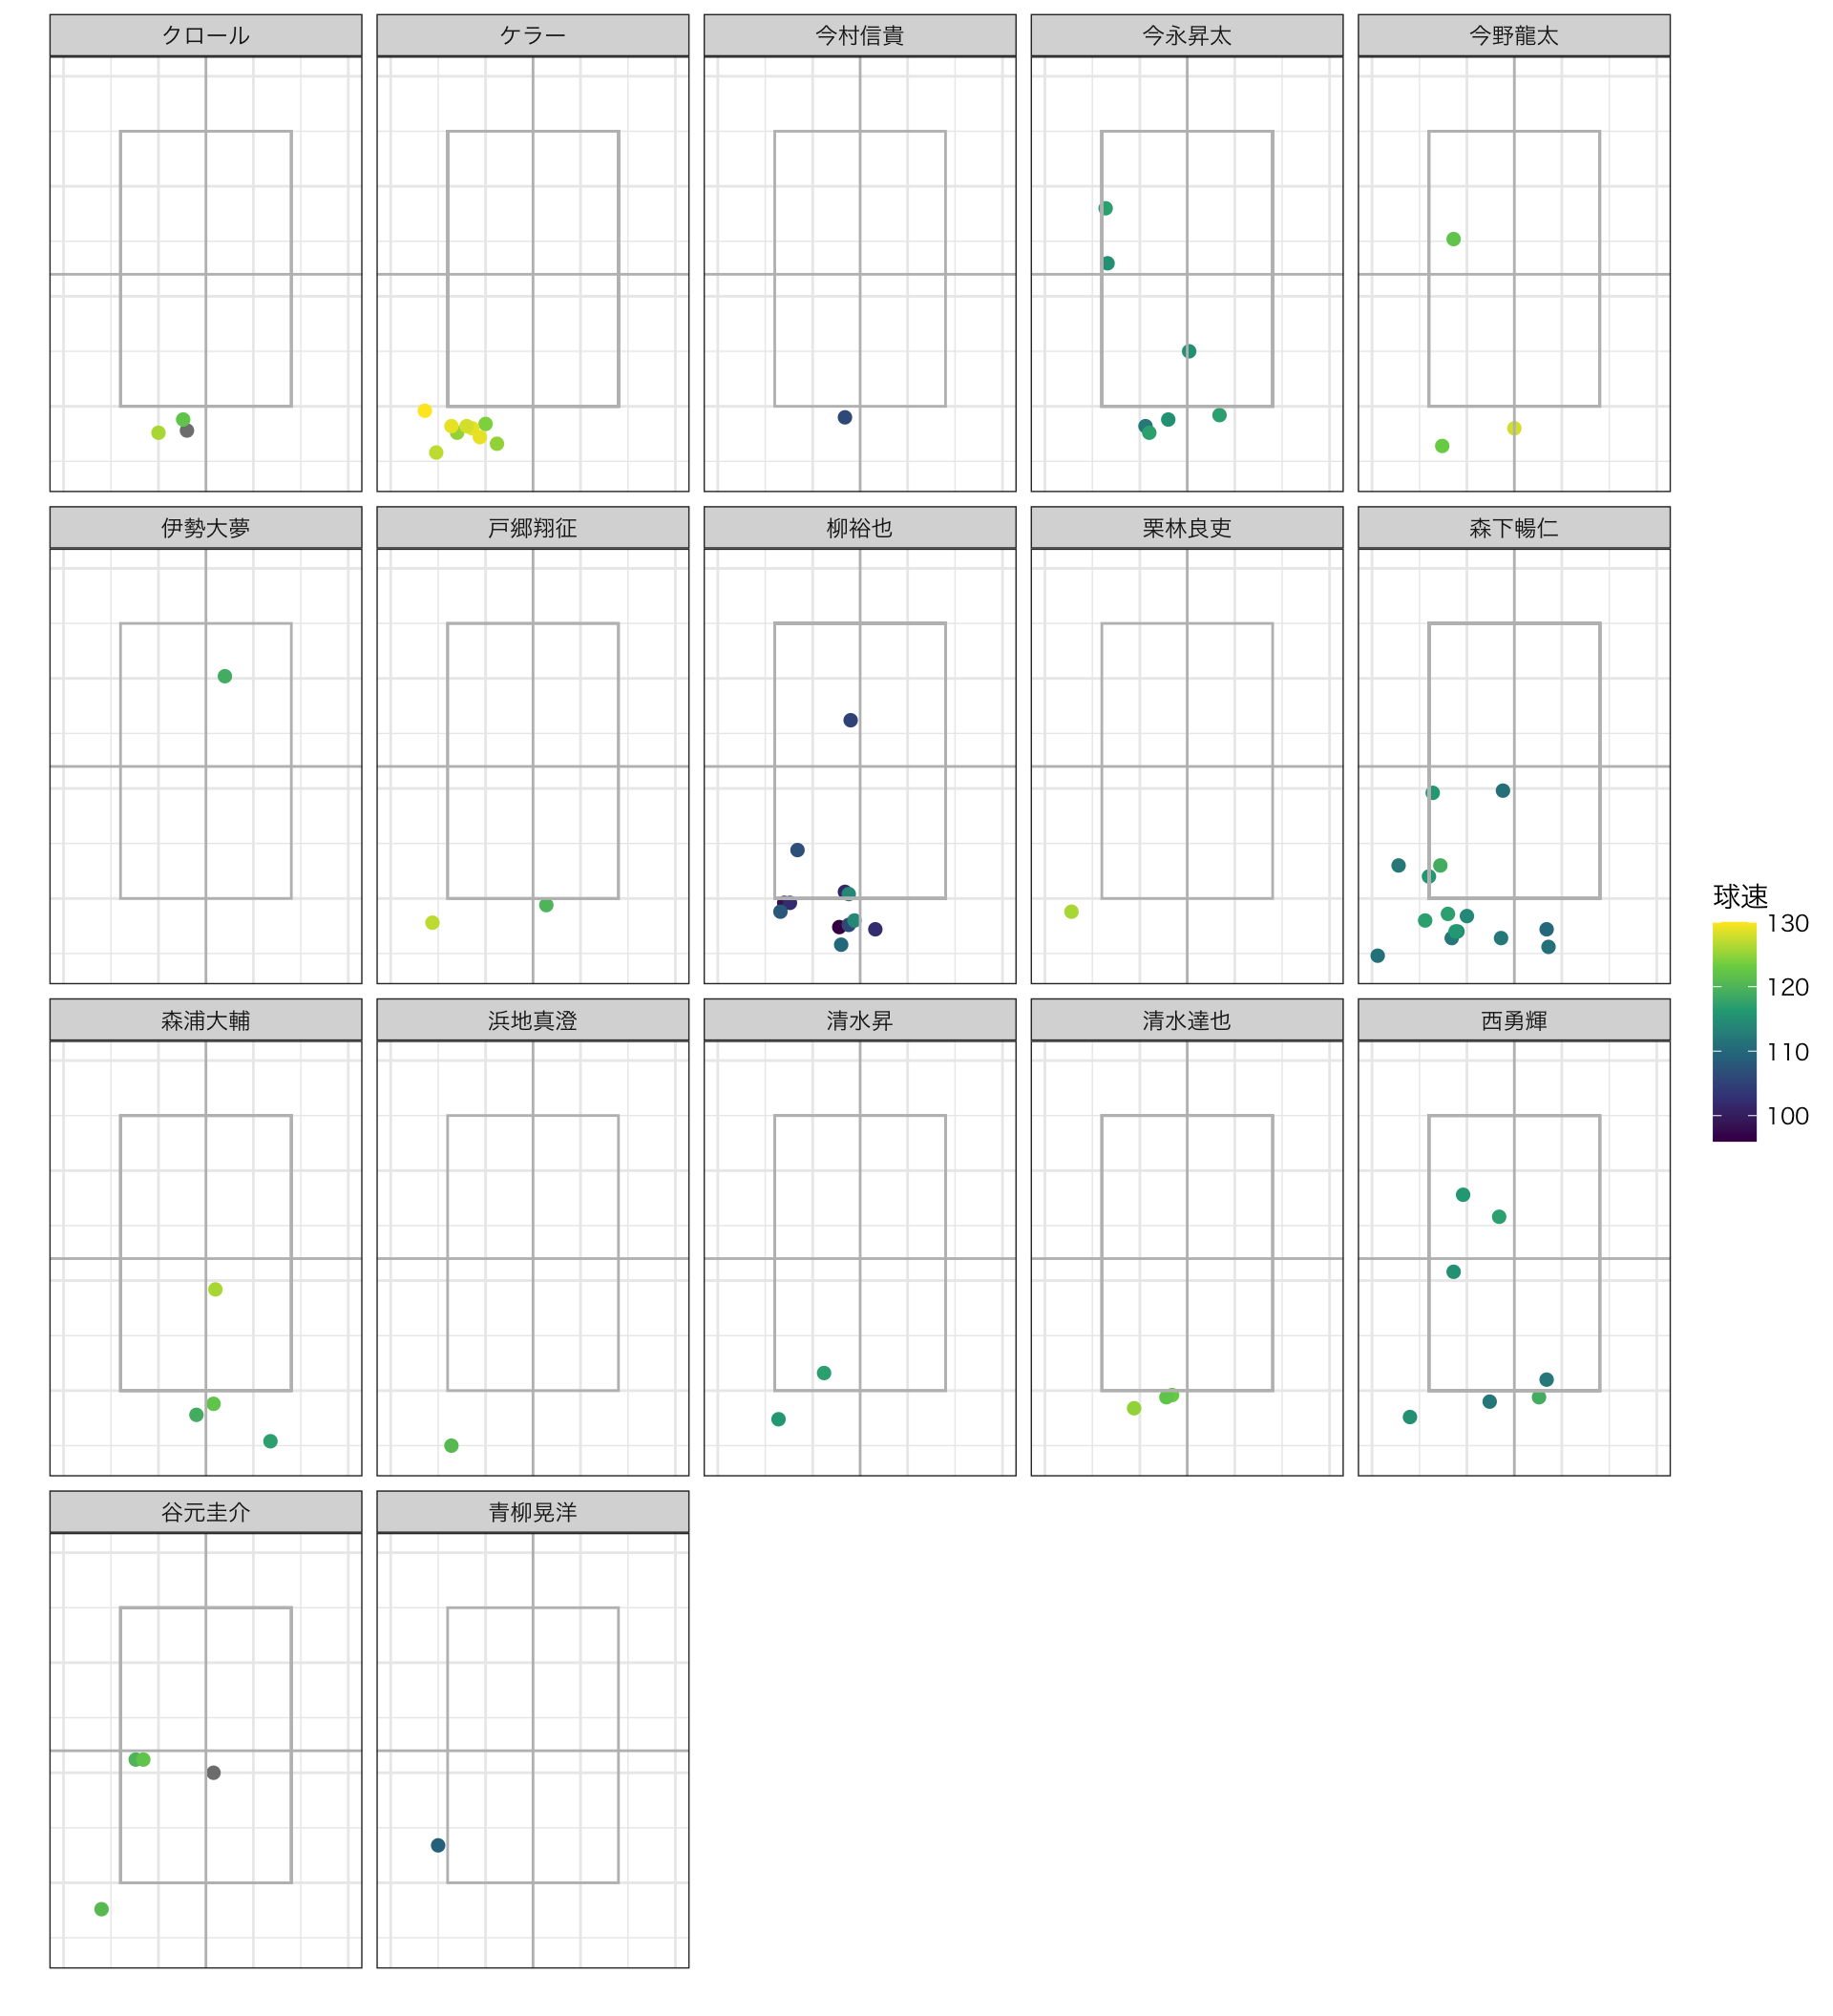 クロール
ケラー
今村信貴
今永昇太
今野龍太
伊勢大夢
戸郷翔征
柳裕也
栗林良吏
森下暢仁
森浦大輔
浜地真澄
清水昇
清水達也
西勇輝
谷元圭介
青柳晃洋
球速
130
120
110
100